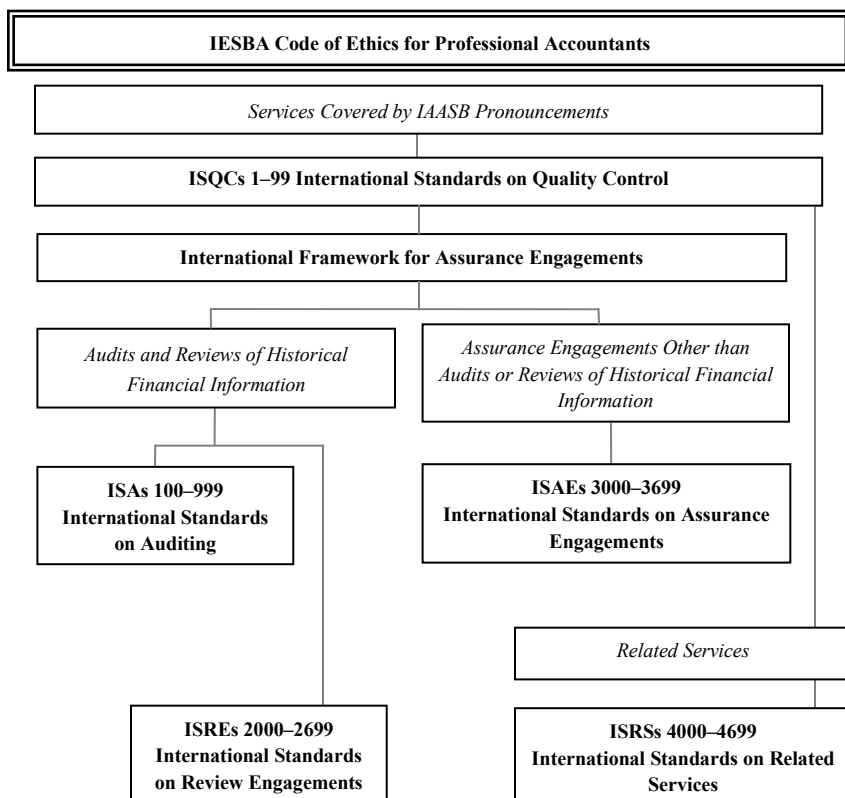 IESBA Code of Ethics for Professional Accountants
Services Covered by IAASB Pronouncements
ISQCs 1–99 International Standards on Quality Control
International Framework for Assurance Engagements
Audits and Reviews of Historical
Financial Information
Assurance Engagements Other than
Audits or Reviews of Historical Financial
Information
ISAs 100–999
International Standards
on Auditing
ISAEs 3000–3699
International Standards on Assurance
Engagements
Related Services
ISREs 2000–2699
International Standards
on Review Engagements
ISRSs 4000–4699
International Standards on Related
Services